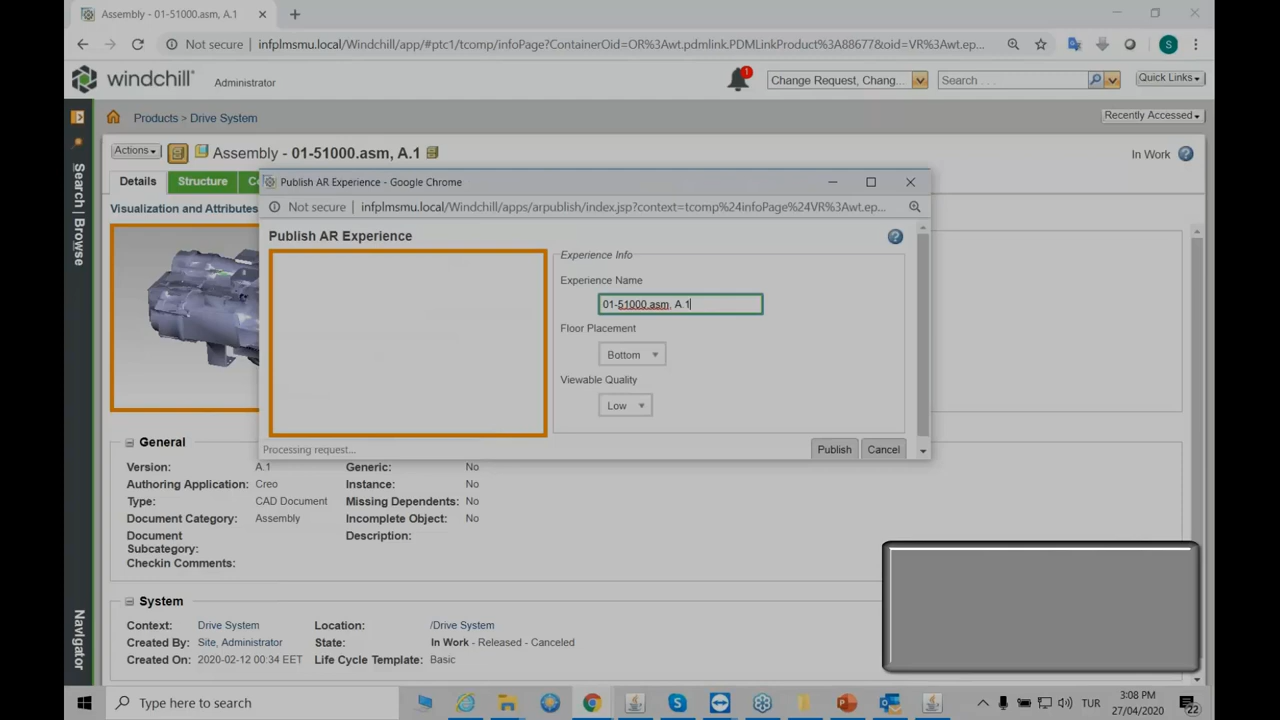 Assembly - 01-51000.asm, A.1
Not secure | infplmsmu.local/Windchill/app/#ptc1/tcomp/infoPage?ContainerOid=OR%3Awt.pdmlink.PDMLinkProduct%3A88677&oid=VR%3Awt.ep...
S
windchill
Administrator
1
Change Request, Chang...
Search . . .
Quick Links
Products > Drive System
Recently Accessed
Actions
Assembly - 01-51000.asm, A.1
In Work
Details
Structure
Visualization and Attributes
Search | Browse
Navigator
Publish AR Experience - Google Chrome
Not secure | infplmsmu.local/Windchill/apps/arpublish/index.jsp?context=tcomp%24infoPage%24VR%3Awt.ep...
Publish AR Experience
Experience Info
Experience Name
01-51000.asm, A.1
Floor Placement
Bottom
Viewable Quality
Low
Processing request...
Publish
Cancel
General
Version: A.1 Generic: No
Authoring Application: Creo Instance: No
Type: CAD Document Missing Dependents: No
Document Category: Assembly Incomplete Object: No
Document Subcategory: Description:
Checkin Comments:
System
Context: Drive System Location: /Drive System
Created By: Site, Administrator State: In Work - Released - Canceled
Created On: 2020-02-12 00:34 EET Life Cycle Template: Basic
Type here to search
TUR
3:08 PM
27/04/2020
22